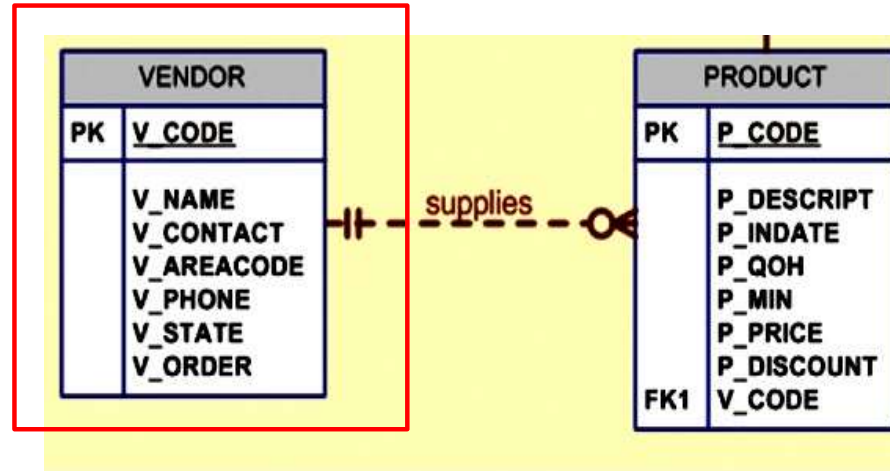 VENDOR
PK V_CODE
V_NAME
V_CONTACT
V_AREACODE
V_PHONE
V_STATE
V_ORDER
supplies
PRODUCT
PK P_CODE
P_DESCRIPT
P_INDATE
P_QOH
P_MIN
P_PRICE
P_DISCOUNT
FK1 V_CODE